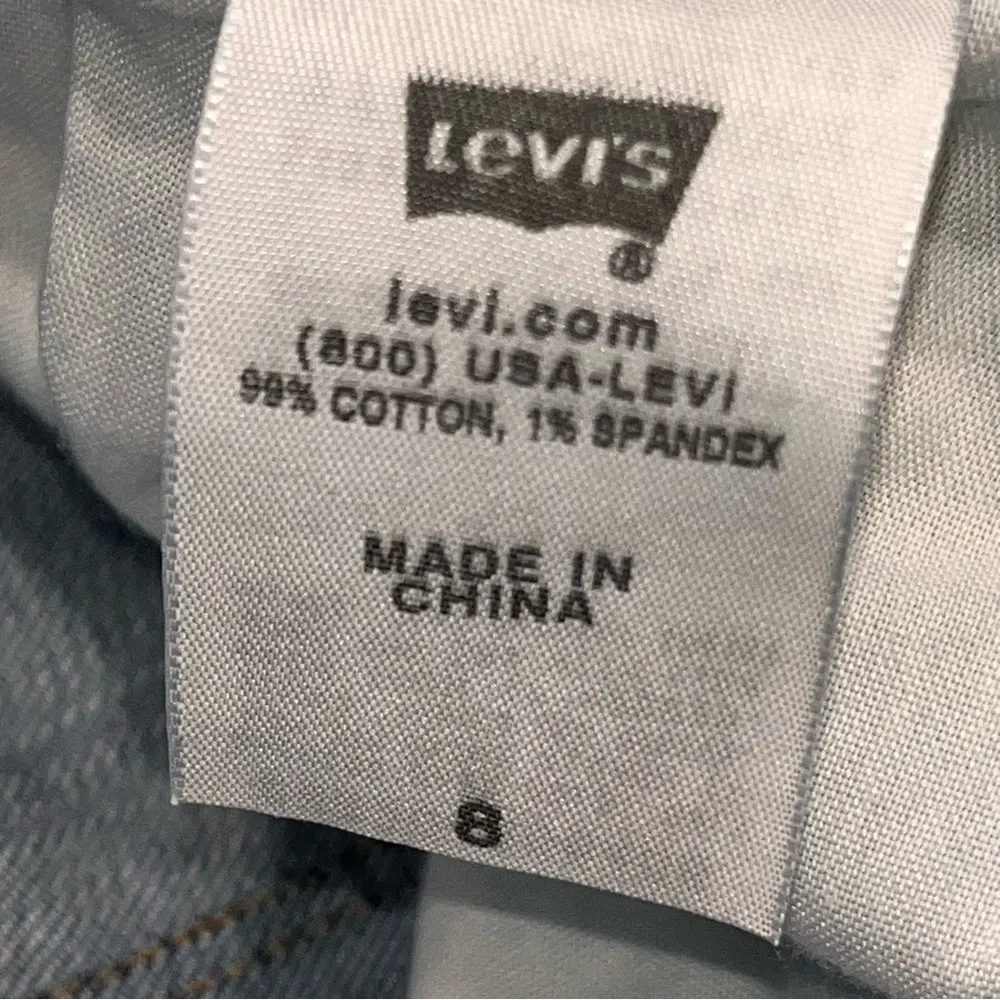 LeVI'S
®
levi.com
(800) USA-LEVI
99% COTTON, 1% SPANDEX
MADE IN
CHINA
8